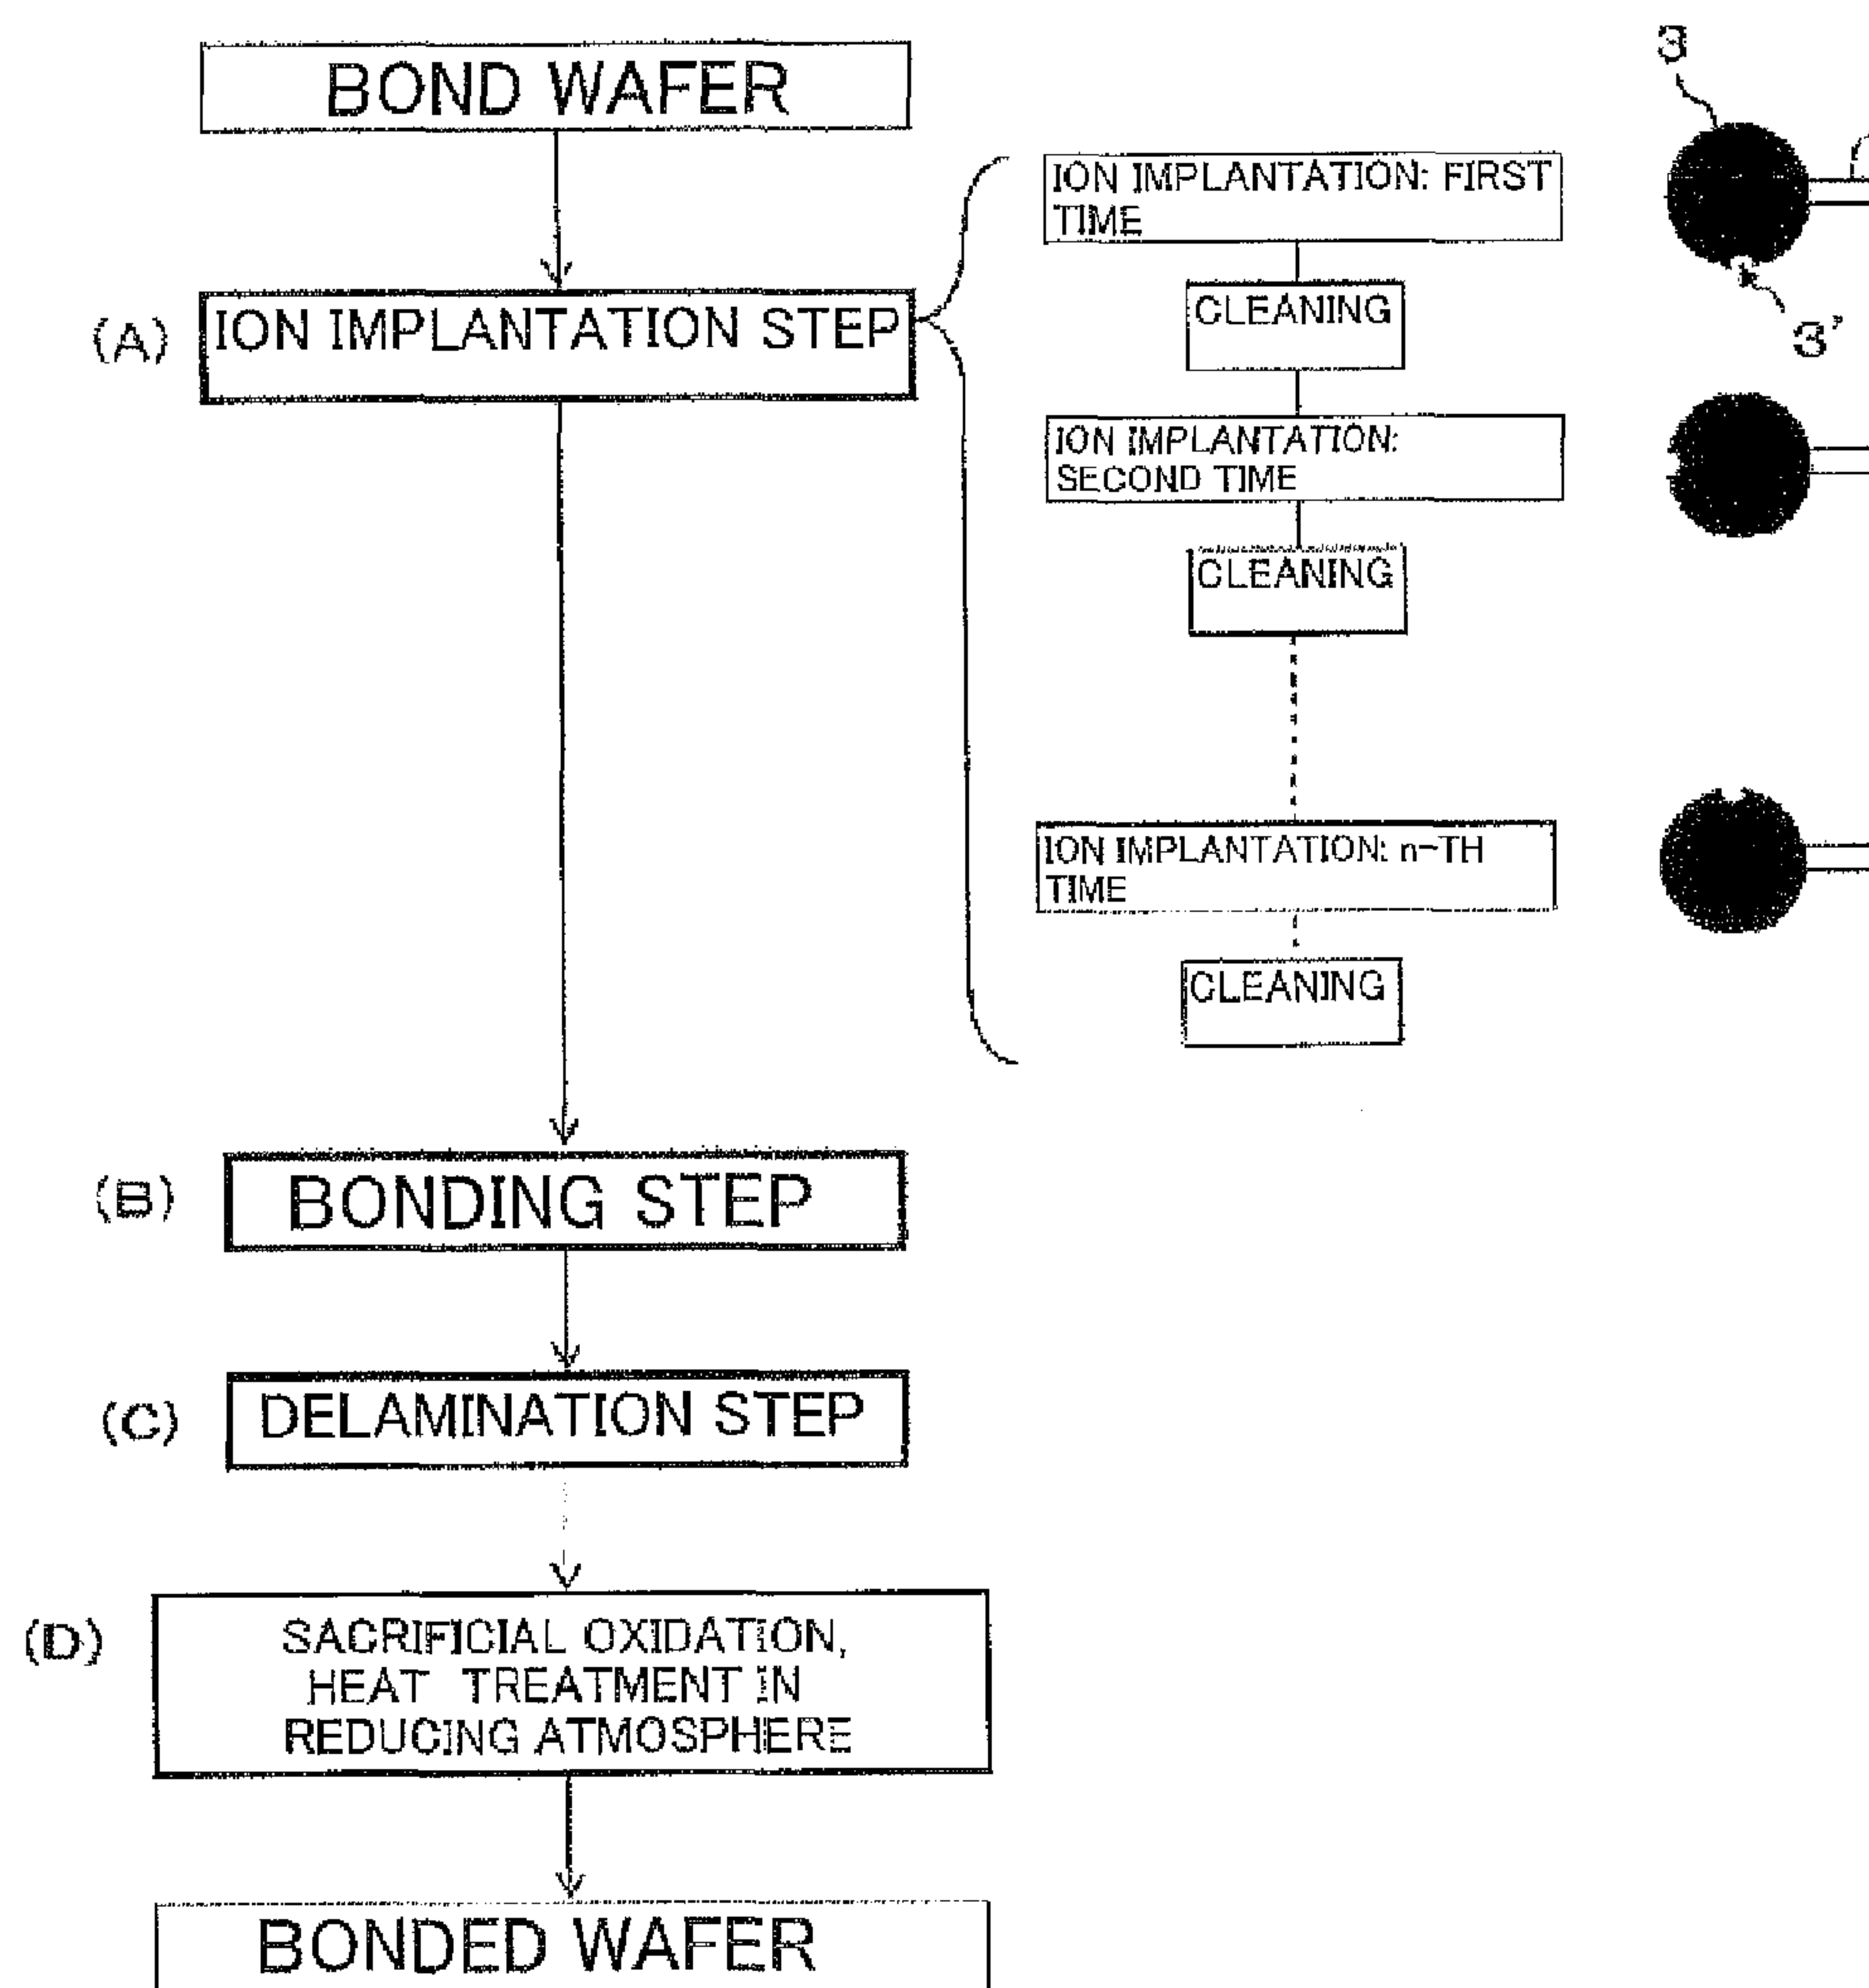 BOND WAFER
(A)
ION IMPLANTATION STEP
ION IMPLANTATION: FIRST
TIME
CLEANING
ION IMPLANTATION:
SECOND TIME
CLEANING
ION IMPLANTATION: n-TH
TIME
CLEANING
3
3'
(B)
BONDING STEP
(C)
DELAMINATION STEP
(D)
SACRIFICIAL OXIDATION,
HEAT TREATMENT IN
REDUCING ATMOSPHERE
BONDED WAFER